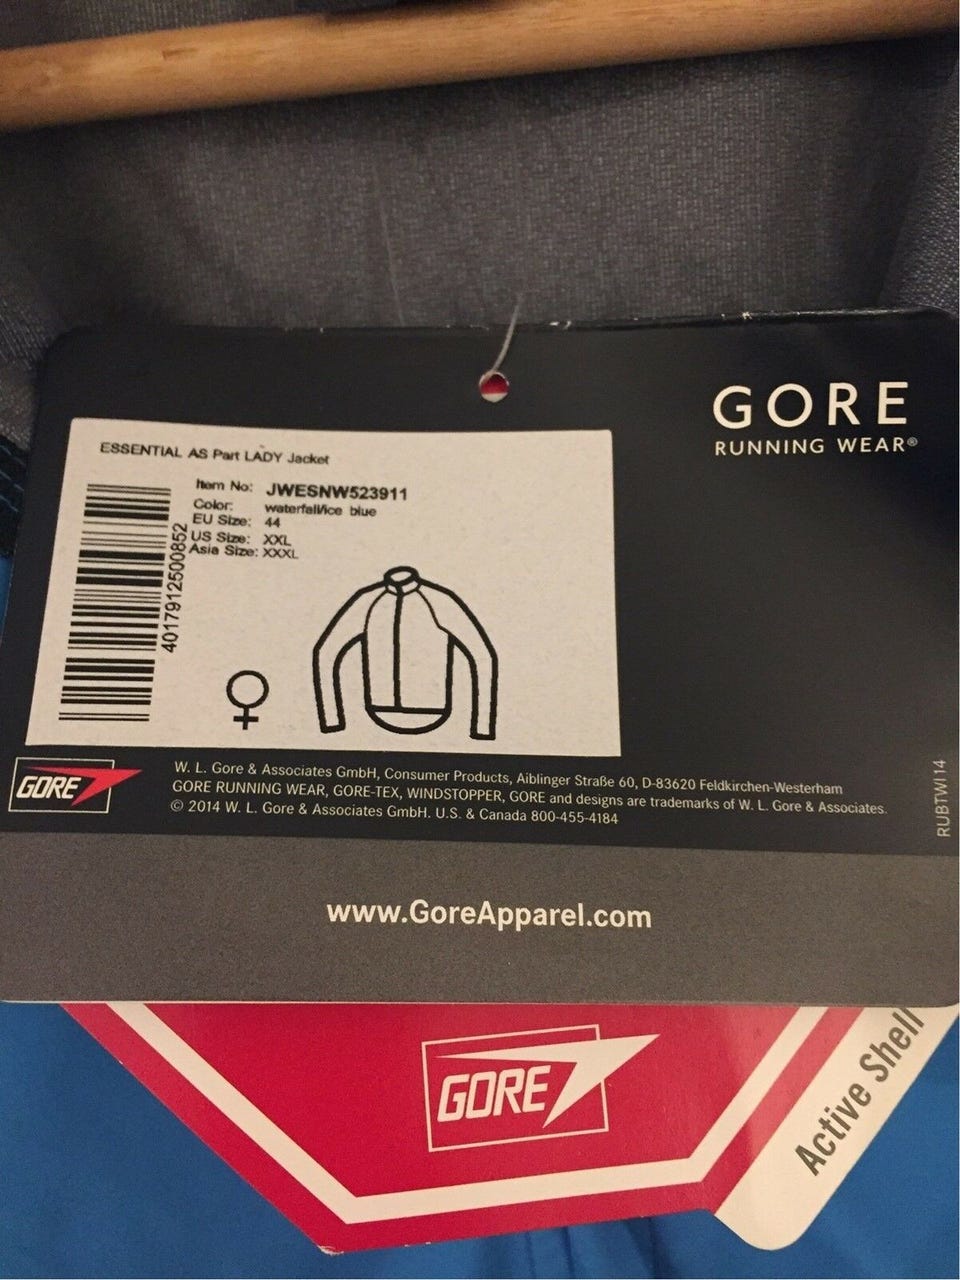 GORE
RUNNING WEAR®
ESSENTIAL AS Part LADY Jacket
Item No: JWESNW523911
Color: waterfall/ice blue
EU Size: 44
US Size: XXL
Asia Size: XXXL
4017912500852
GORE
W. L. Gore & Associates GmbH, Consumer Products, Aiblinger Straße 60, D-83620 Feldkirchen-Westerham
GORE RUNNING WEAR, GORE-TEX, WINDSTOPPER, GORE and designs are trademarks of W. L. Gore & Associates.
© 2014 W. L. Gore & Associates GmbH. U.S. & Canada 800-455-4184
RUBTWI14
www.GoreApparel.com
GORE
Active Shell